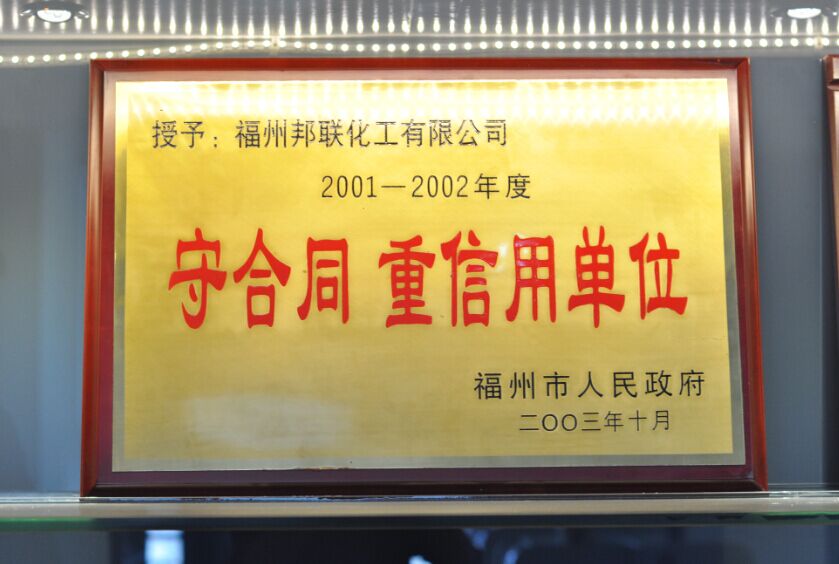 授予：福州邦联化工有限公司
2001—2002年度
守合同 重信用单位
福州市人民政府
二〇〇三年十月